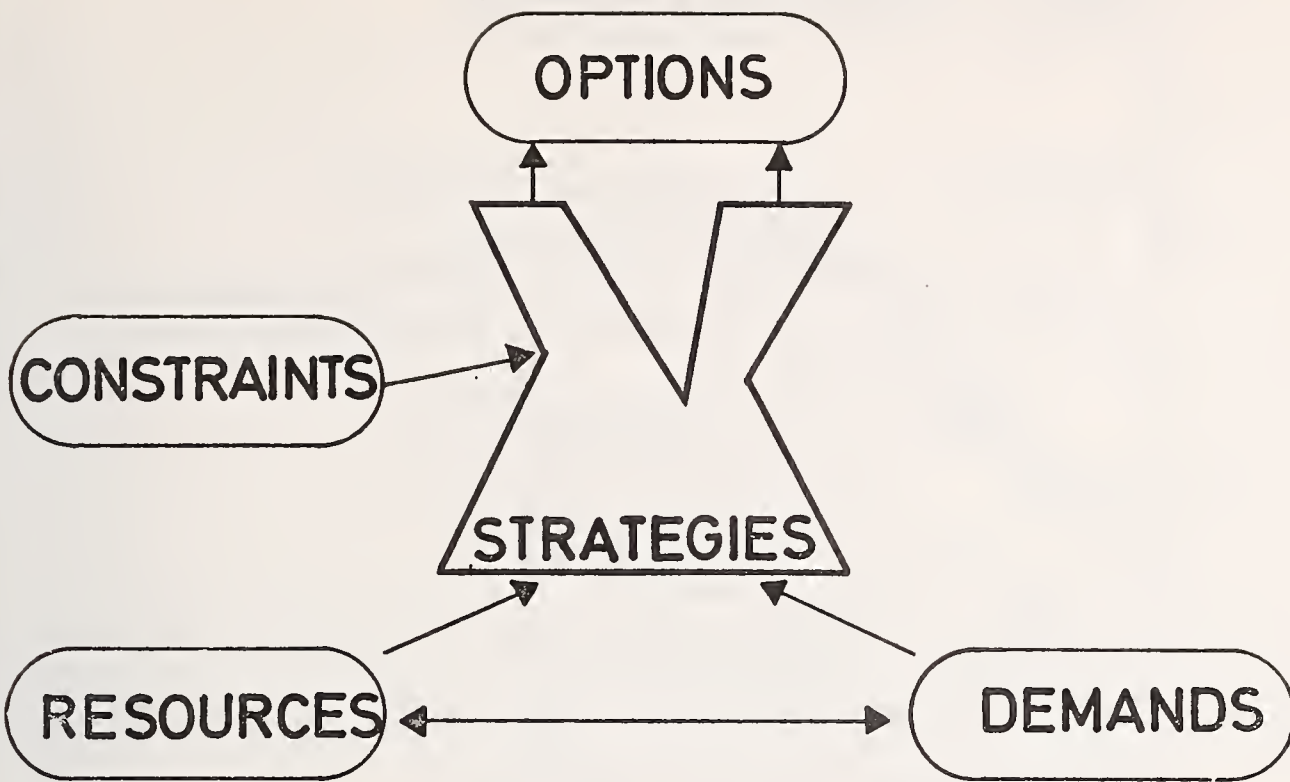 OPTIONS
CONSTRAINTS
STRATEGIES
RESOURCES
DEMANDS